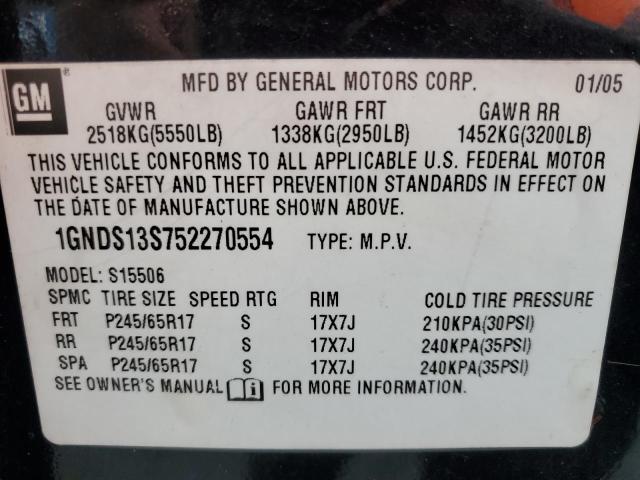 GM ® MFD BY GENERAL MOTORS CORP. 01/05
GVWR GAWR FRT GAWR RR
2518KG(5550LB) 1338KG(2950LB) 1452KG(3200LB)
THIS VEHICLE CONFORMS TO ALL APPLICABLE U.S. FEDERAL MOTOR
VEHICLE SAFETY AND THEFT PREVENTION STANDARDS IN EFFECT ON
THE DATE OF MANUFACTURE SHOWN ABOVE.
1GNDS13S752270554 TYPE: M.P.V.
MODEL: S15506
SPMC TIRE SIZE SPEED RTG RIM COLD TIRE PRESSURE
FRT P245/65R17 S 17X7J 210KPA(30PSI)
RR P245/65R17 S 17X7J 240KPA(35PSI)
SPA P245/65R17 S 17X7J 240KPA(35PSI)
SEE OWNER'S MANUAL i FOR MORE INFORMATION.